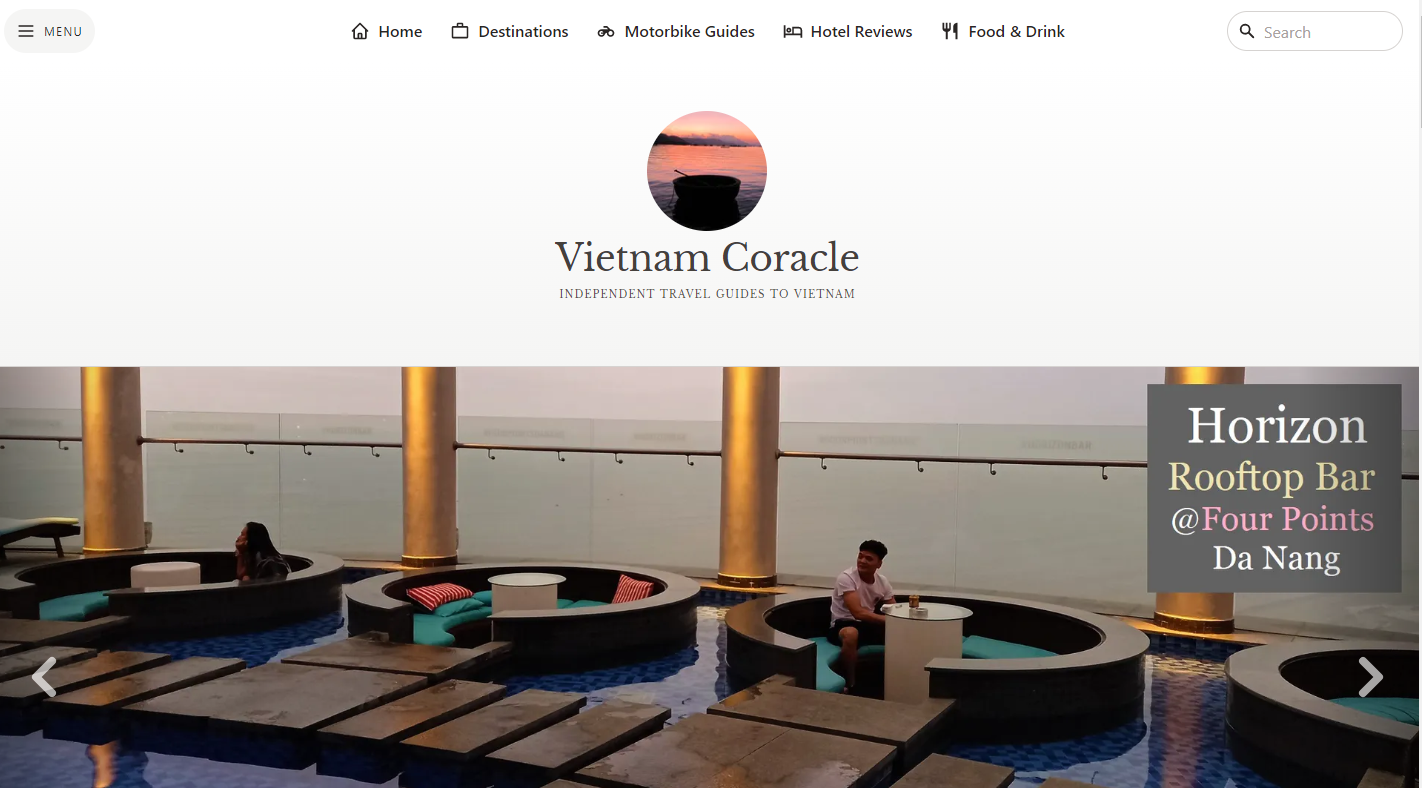 MENU
Home
Destinations
Motorbike Guides
Hotel Reviews
Food & Drink
Search
Vietnam Coracle
INDEPENDENT TRAVEL GUIDES TO VIETNAM
Horizon
Rooftop Bar
@Four Points
Da Nang